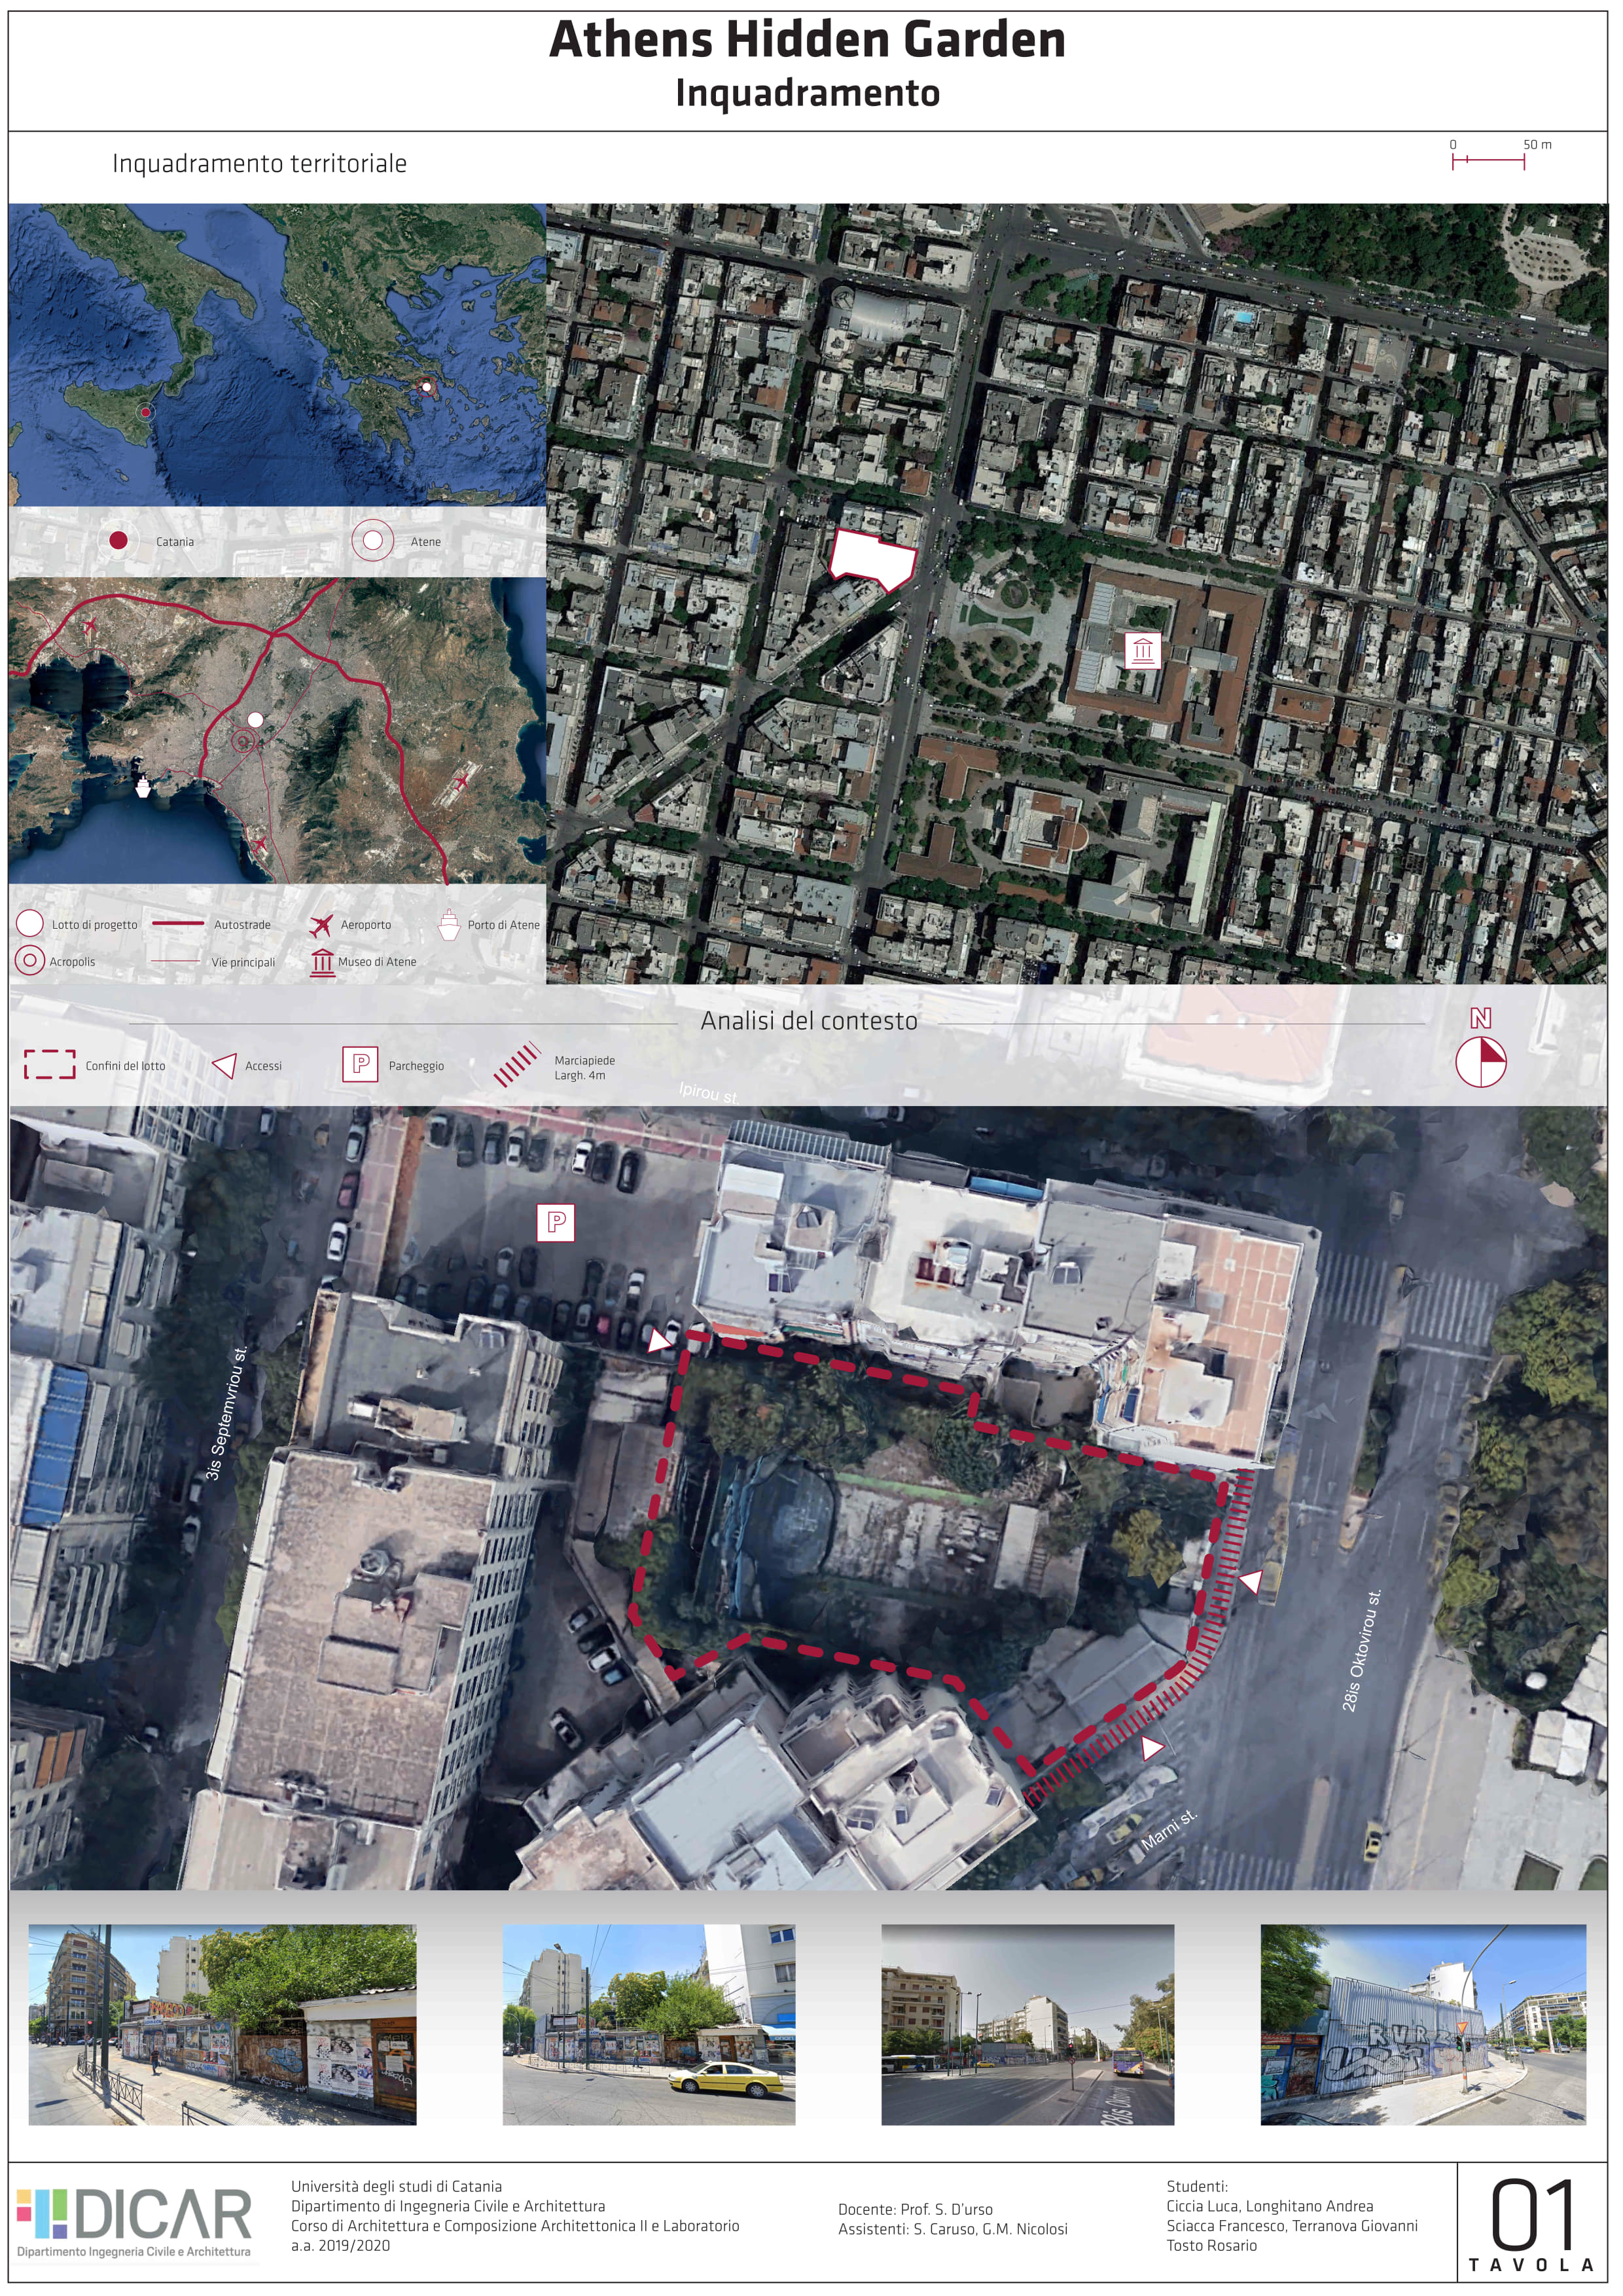 Athens Hidden Garden
Inquadramento
Inquadramento territoriale
0 50 m
Catania
Atene
Lotto di progetto
Autostrade
Aeroporto
Porto di Atene
Acropolis
Vie principali
Museo di Atene
Analisi del contesto
N
Confini del lotto
Accessi
P
Parcheggio
Marciapiede
Largh. 4m
Ipirou st.
P
3is Septemvriou st.
28is Oktovirou st.
Marni st.
DICAR
Dipartimento Ingegneria Civile e Architettura
Università degli studi di Catania
Dipartimento di Ingegneria Civile e Architettura
Corso di Architettura e Composizione Architettonica II e Laboratorio
a.a. 2019/2020
Docente: Prof. S. D'urso
Assistenti: S. Caruso, G.M. Nicolosi
Studenti:
Ciccia Luca, Longhitano Andrea
Sciacca Francesco, Terranova Giovanni
Tosto Rosario
01
TAVOLA